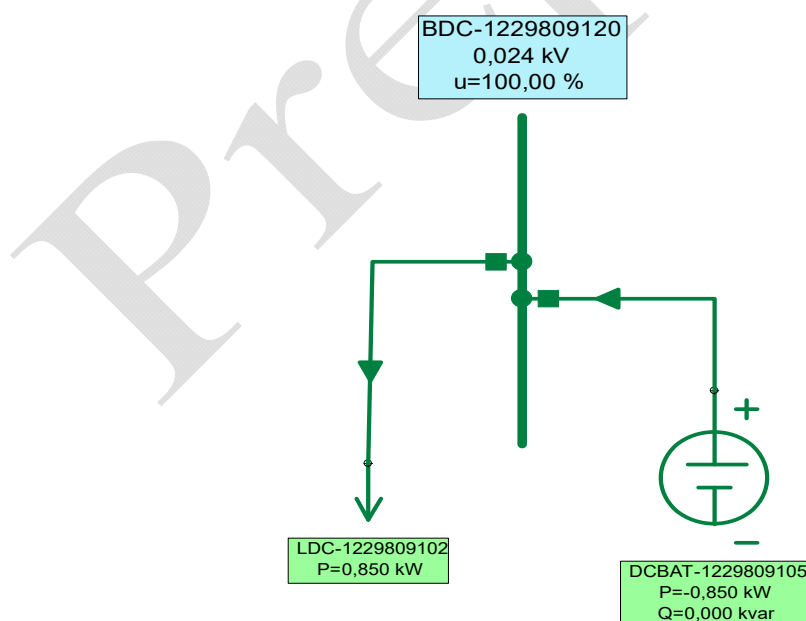 BDC-1229809120
0,024 kV
u=100,00 %
Pre
+
LDC-1229809102
P=0,850 kW
DCBAT-1229809105
P=-0,850 kW
Q=0,000 kvar